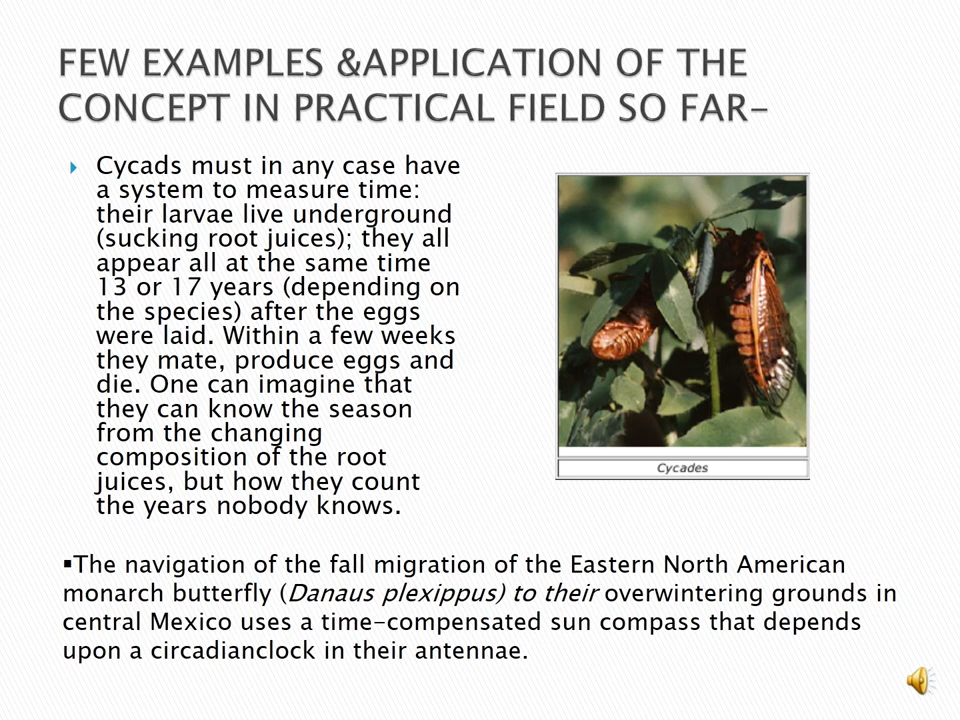 FEW EXAMPLES &APPLICATION OF THE
CONCEPT IN PRACTICAL FIELD SO FAR-
Cycads must in any case have
a system to measure time:
their larvae live underground
(sucking root juices); they all
appear all at the same time
13 or 17 years (depending on
the species) after the eggs
were laid. Within a few weeks
they mate, produce eggs and
die. One can imagine that
they can know the season
from the changing
composition of the root
juices, but how they count
the years nobody knows.
Cycades
▪The navigation of the fall migration of the Eastern North American
monarch butterfly (Danaus plexippus) to their overwintering grounds in
central Mexico uses a time-compensated sun compass that depends
upon a circadianclock in their antennae.